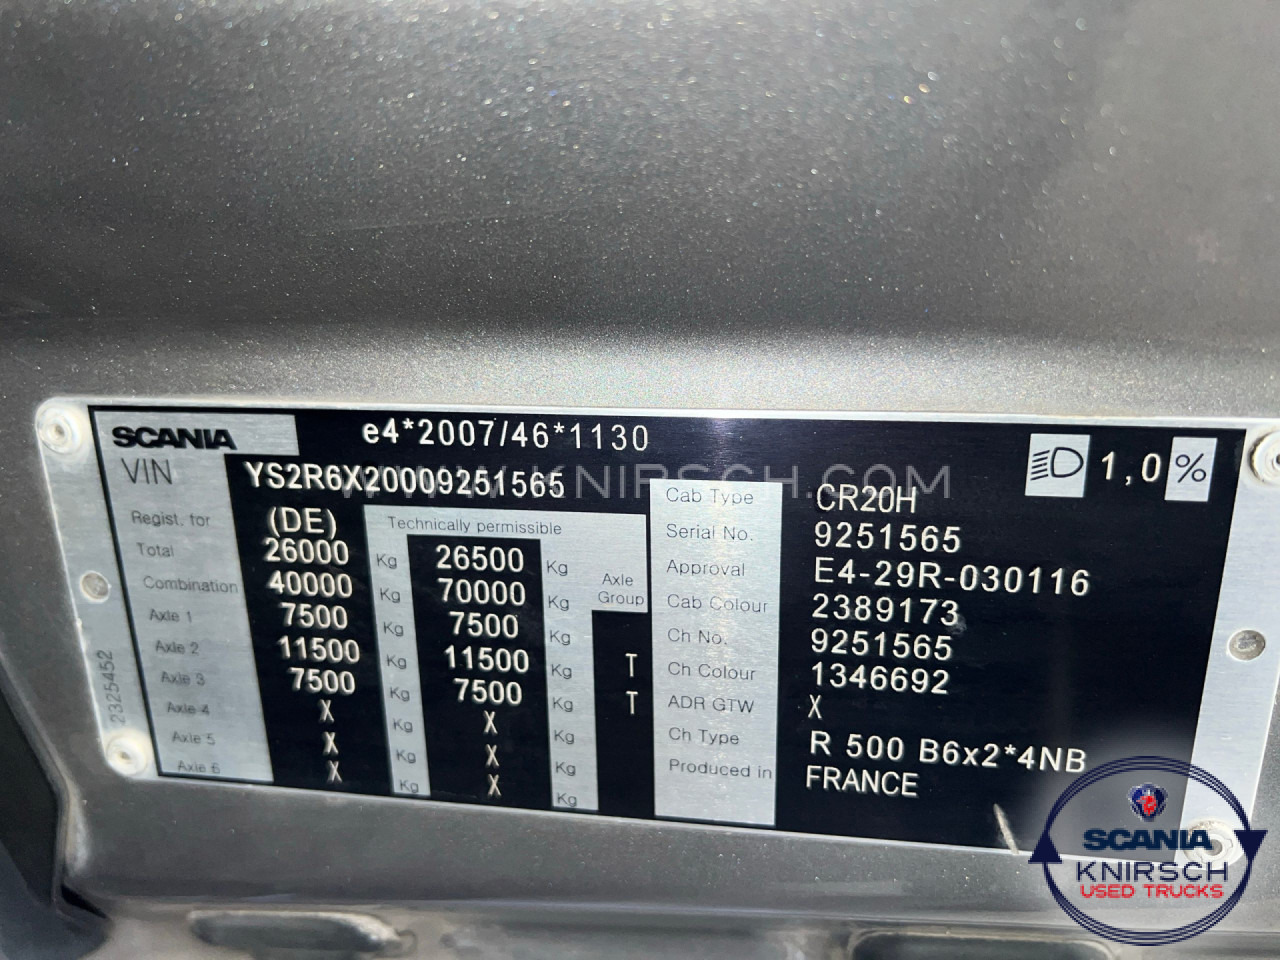 SCANIA e4*2007/46*1130
VIN YS2R6X20009251565
1,0 %
Regist. for (DE) Technically permissible
Total 26000 Kg 26500 Kg
Combination 40000 Kg 70000 Kg Axle Group
Axle 1 7500 Kg 7500 Kg
Axle 2 11500 Kg 11500 Kg T
Axle 3 7500 Kg 7500 Kg T
Axle 4 X Kg X Kg
Axle 5 X Kg X Kg
Axle 6 X Kg X Kg
2325452
Cab Type CR20H
Serial No. 9251565
Approval E4-29R-030116
Cab Colour 2389173
Ch No. 9251565
Ch Colour 1346692
ADR GTW X
Ch Type R 500 B6x2*4NB
Produced in FRANCE
WWW.KNIRSCH.COM
SCANIA
KNIRSCH
USED TRUCKS